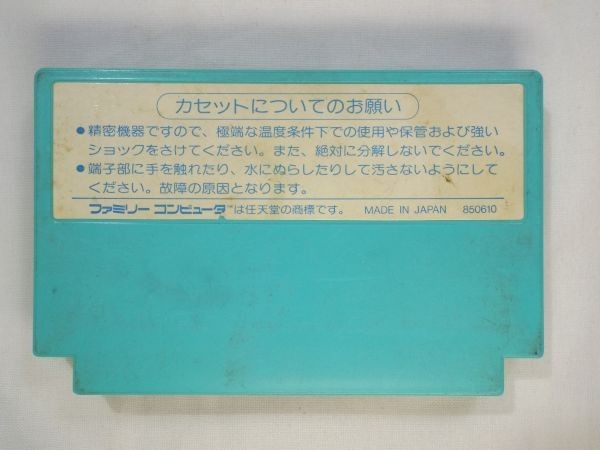 カセットについてのお願い
●精密機器ですので、極端な温度条件下での使用や保管および強い
ショックをさけてください。また、絶対に分解しないでください。
●端子部に手を触れたり、水にぬらしたりして汚さないようにして
ください。故障の原因となります。
ファミリー コンピュータ™は任天堂の商標です。 MADE IN JAPAN 850610